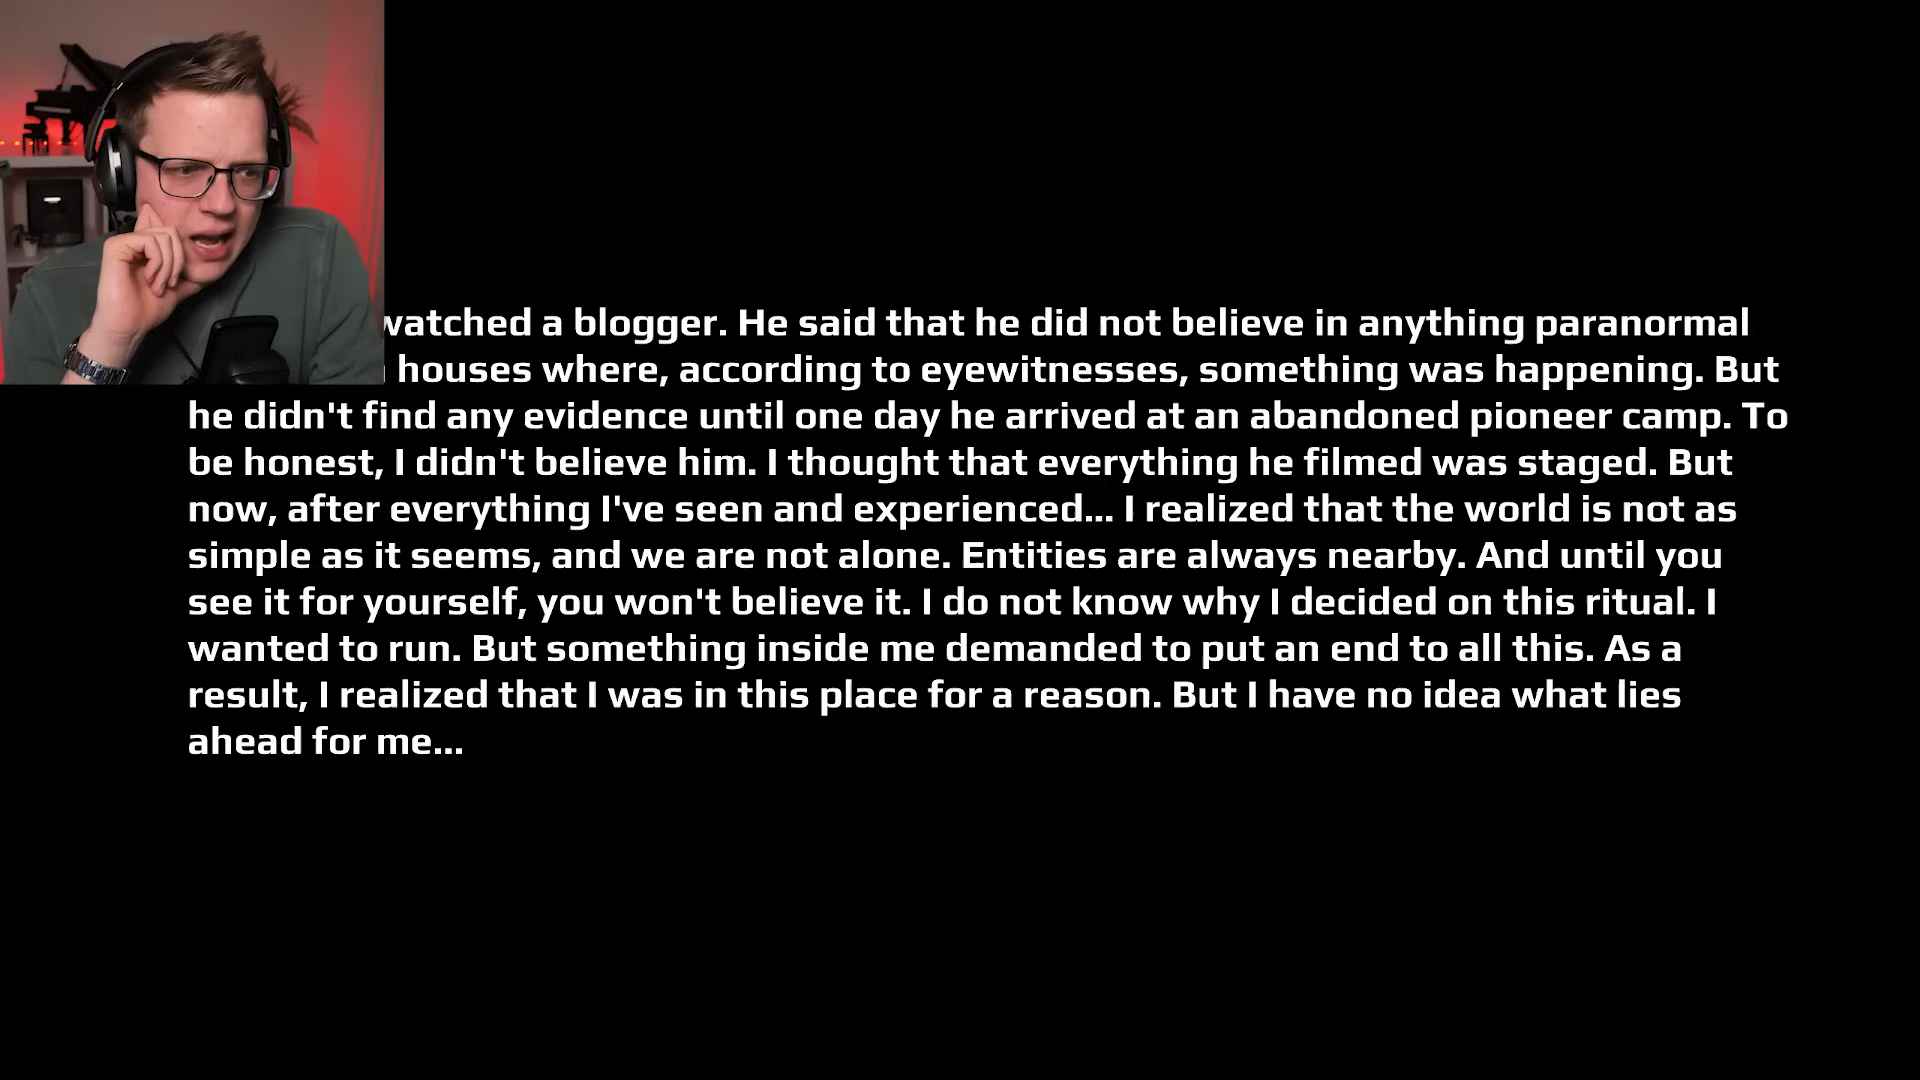 watched a blogger. He said that he did not believe in anything paranormal
houses where, according to eyewitnesses, something was happening. But
he didn't find any evidence until one day he arrived at an abandoned pioneer camp. To
be honest, I didn't believe him. I thought that everything he filmed was staged. But
now, after everything I've seen and experienced... I realized that the world is not as
simple as it seems, and we are not alone. Entities are always nearby. And until you
see it for yourself, you won't believe it. I do not know why I decided on this ritual. I
wanted to run. But something inside me demanded to put an end to all this. As a
result, I realized that I was in this place for a reason. But I have no idea what lies
ahead for me...